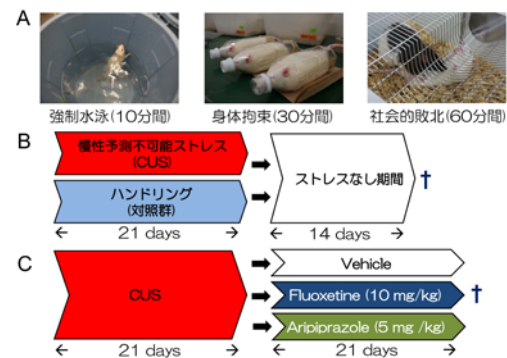 A
強制水泳(10分間)
身体拘束(30分間)
社会的敗北(60分間)
B
慢性予測不可能ストレス
(CUS)
ハンドリング
(対照群)
ストレスなし期間
†
← 21 days →
← 14 days →
C
CUS
Vehicle
Fluoxetine (10 mg/kg)
†
Aripiprazole (5 mg /kg)
← 21 days →
← 21 days →